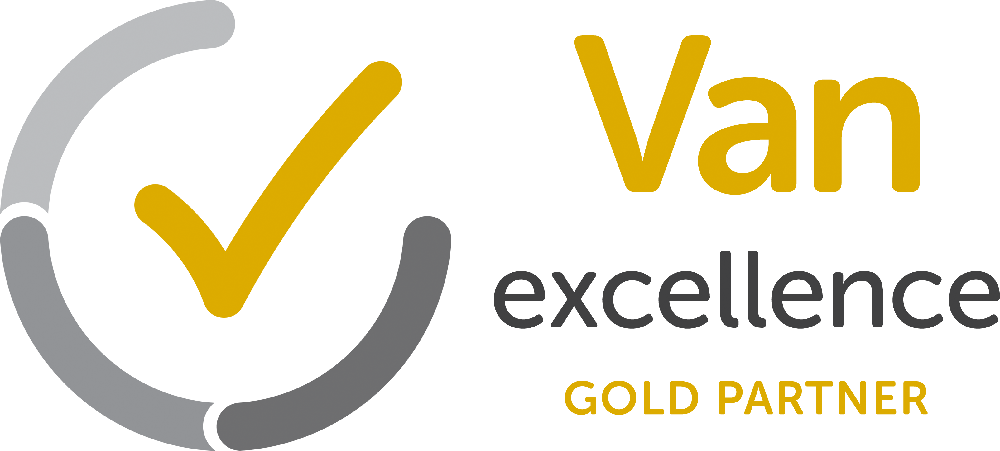 Van
excellence
GOLD PARTNER